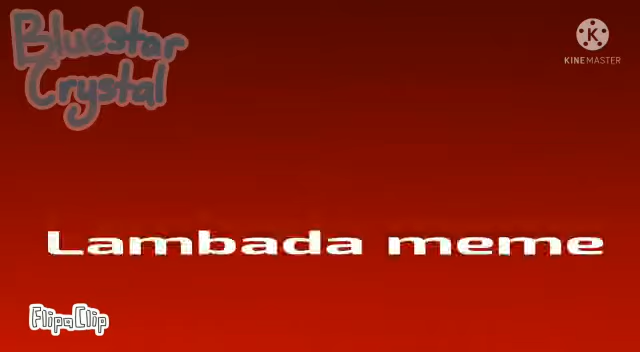 Bluestar
Crystal
K
KINEMASTER
Lambada meme
FlipaClip